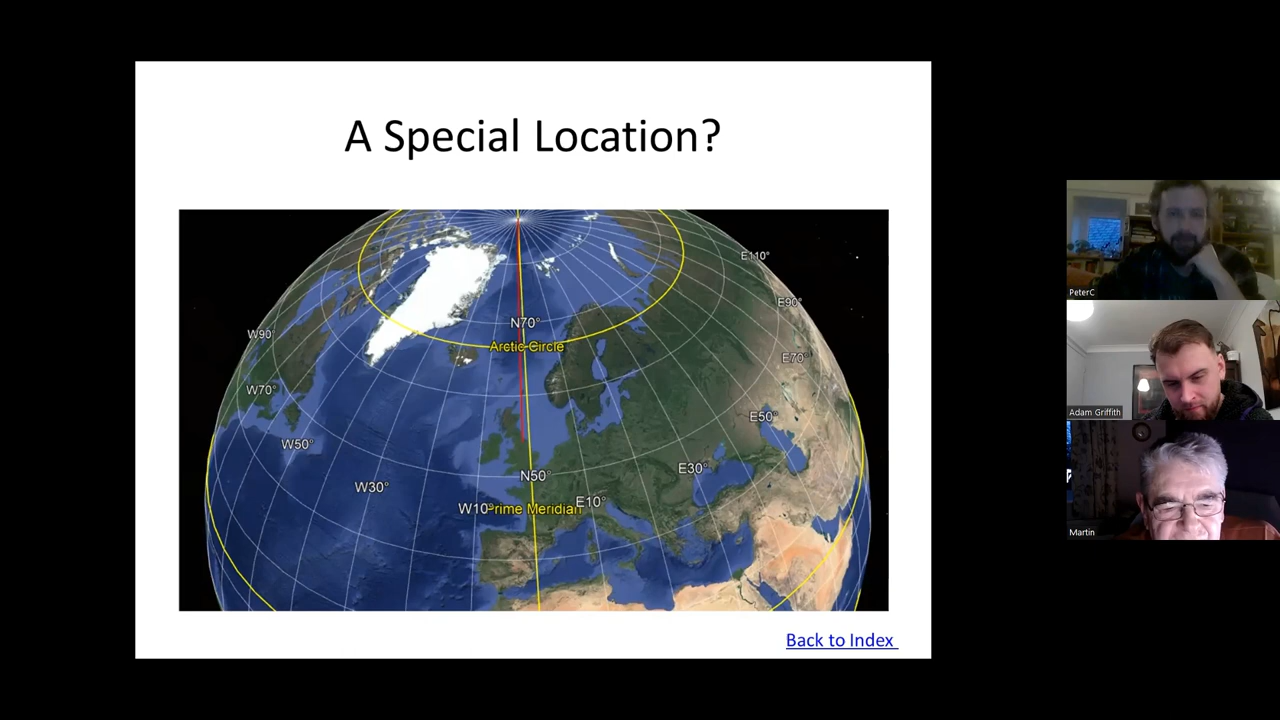 A Special Location?
E110°
E90°
N70°
W90°
Arctic Circle
E70°
W70°
E50°
W50°
E30°
N50°
W30°
E10°
W10°
Prime Meridian
Back to Index
PeterC
Adam Griffith
Martin